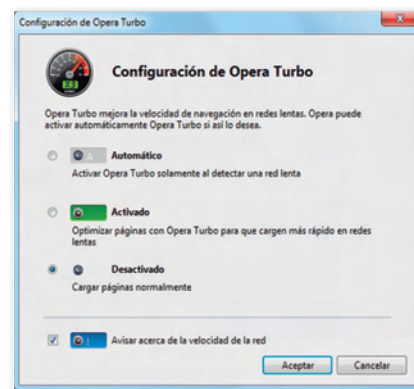 Configuración de Opera Turbo
Configuración de Opera Turbo
Opera Turbo mejora la velocidad de navegación en redes lentas. Opera puede
activar automáticamente Opera Turbo si así lo desea.
Automático
Activar Opera Turbo solamente al detectar una red lenta
Activado
Optimizar páginas con Opera Turbo para que cargen más rápido en redes
lentas
Desactivado
Cargar páginas normalmente
Avisar acerca de la velocidad de la red
Aceptar Cancelar